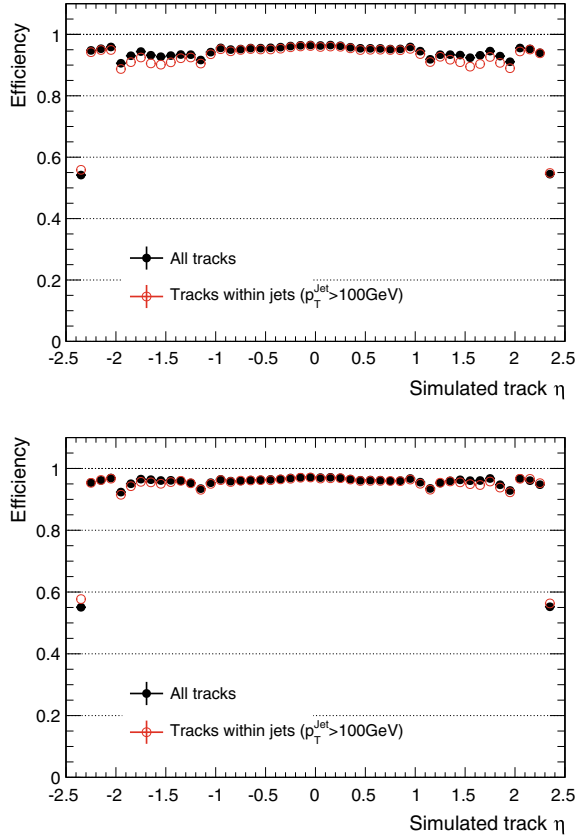 Efficiency
1
0.8
0.6
0.4
0.2
0
All tracks
Tracks within jets (p_T^Jet>100GeV)
-2.5 -2 -1.5 -1 -0.5 0 0.5 1 1.5 2 2.5
Simulated track η
Efficiency
1
0.8
0.6
0.4
0.2
0
All tracks
Tracks within jets (p_T^Jet>100GeV)
-2.5 -2 -1.5 -1 -0.5 0 0.5 1 1.5 2 2.5
Simulated track η